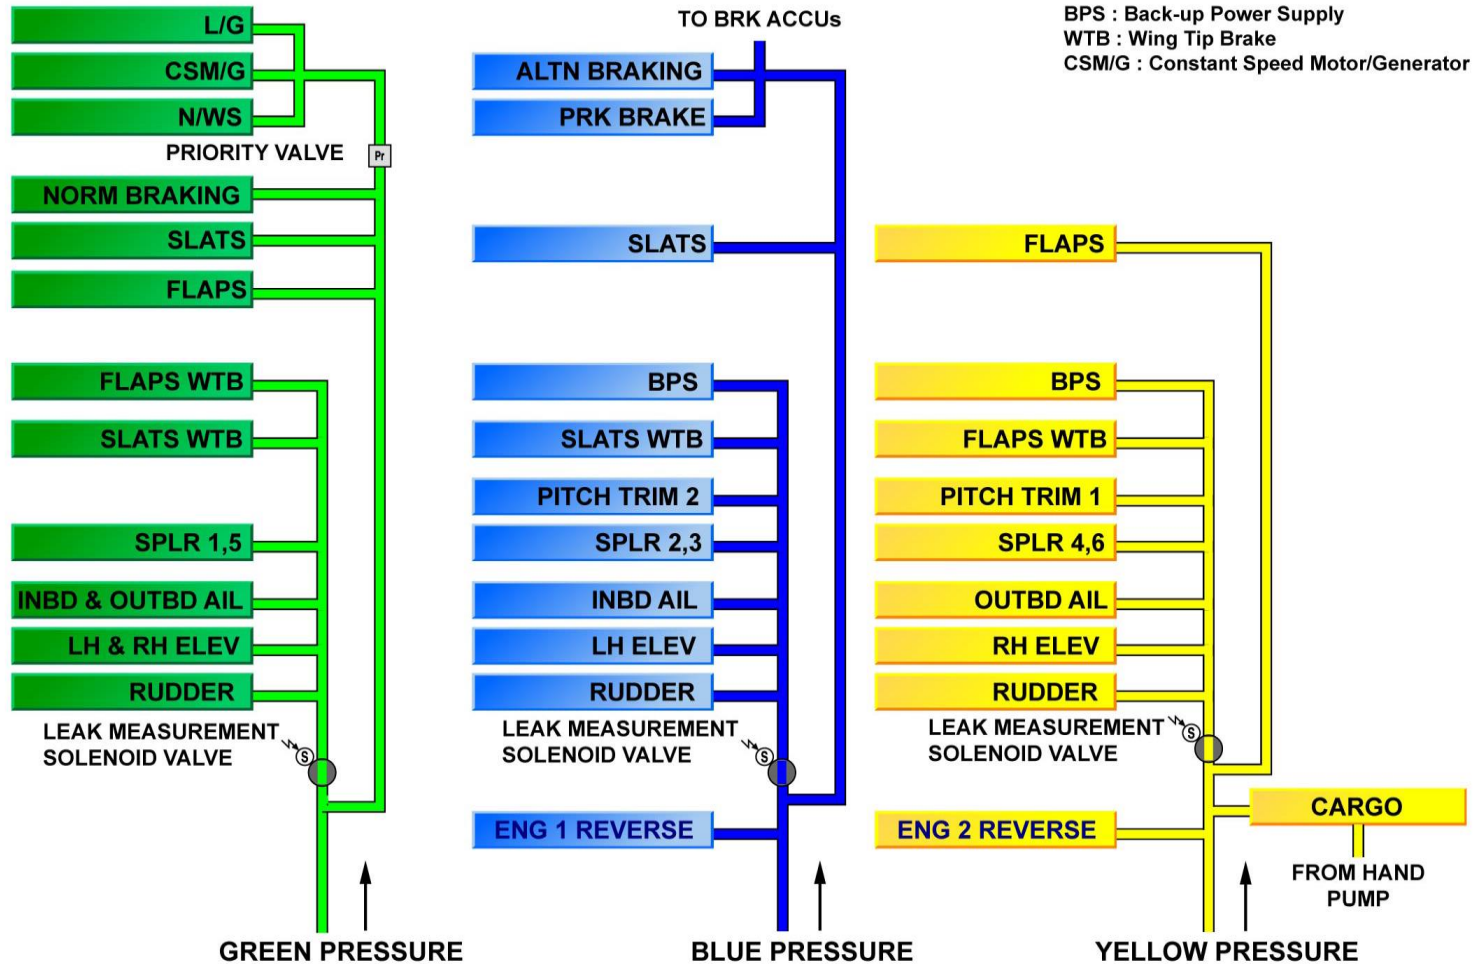 L/G
CSM/G
N/WS
PRIORITY VALVE
Pr
NORM BRAKING
SLATS
FLAPS
FLAPS WTB
SLATS WTB
SPLR 1,5
INBD & OUTBD AIL
LH & RH ELEV
RUDDER
LEAK MEASUREMENT
SOLENOID VALVE
S
GREEN PRESSURE
TO BRK ACCUs
ALTN BRAKING
PRK BRAKE
SLATS
BPS
SLATS WTB
PITCH TRIM 2
SPLR 2,3
INBD AIL
LH ELEV
RUDDER
LEAK MEASUREMENT
SOLENOID VALVE
S
ENG 1 REVERSE
BLUE PRESSURE
BPS : Back-up Power Supply
WTB : Wing Tip Brake
CSM/G : Constant Speed Motor/Generator
FLAPS
BPS
FLAPS WTB
PITCH TRIM 1
SPLR 4,6
OUTBD AIL
RH ELEV
RUDDER
LEAK MEASUREMENT
SOLENOID VALVE
S
ENG 2 REVERSE
CARGO
FROM HAND
PUMP
YELLOW PRESSURE